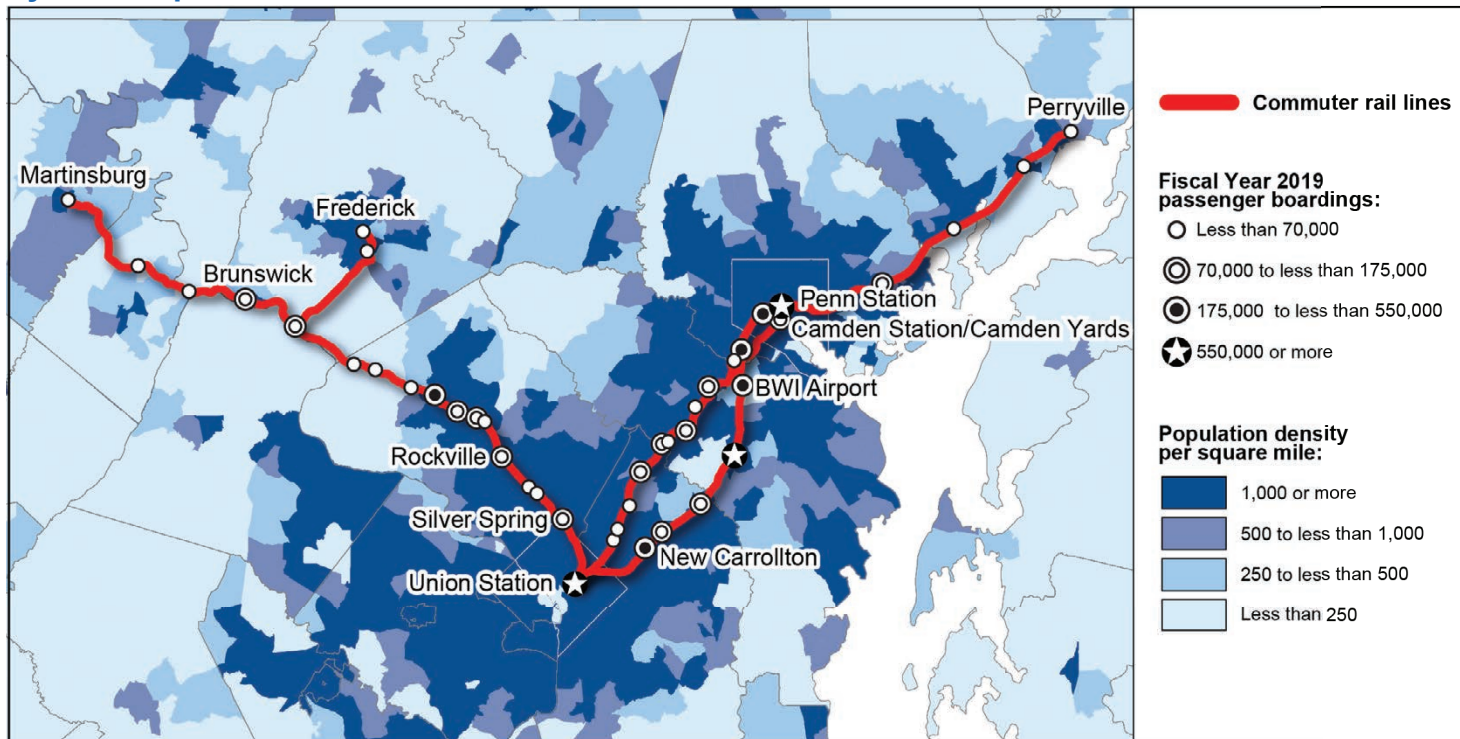 Perryville
Martinsburg
Frederick
Brunswick
Penn Station
Camden Station/Camden Yards
BWI Airport
Rockville
Silver Spring
New Carrollton
Union Station
Commuter rail lines
Fiscal Year 2019
passenger boardings:
Less than 70,000
70,000 to less than 175,000
175,000 to less than 550,000
550,000 or more
Population density
per square mile:
1,000 or more
500 to less than 1,000
250 to less than 500
Less than 250